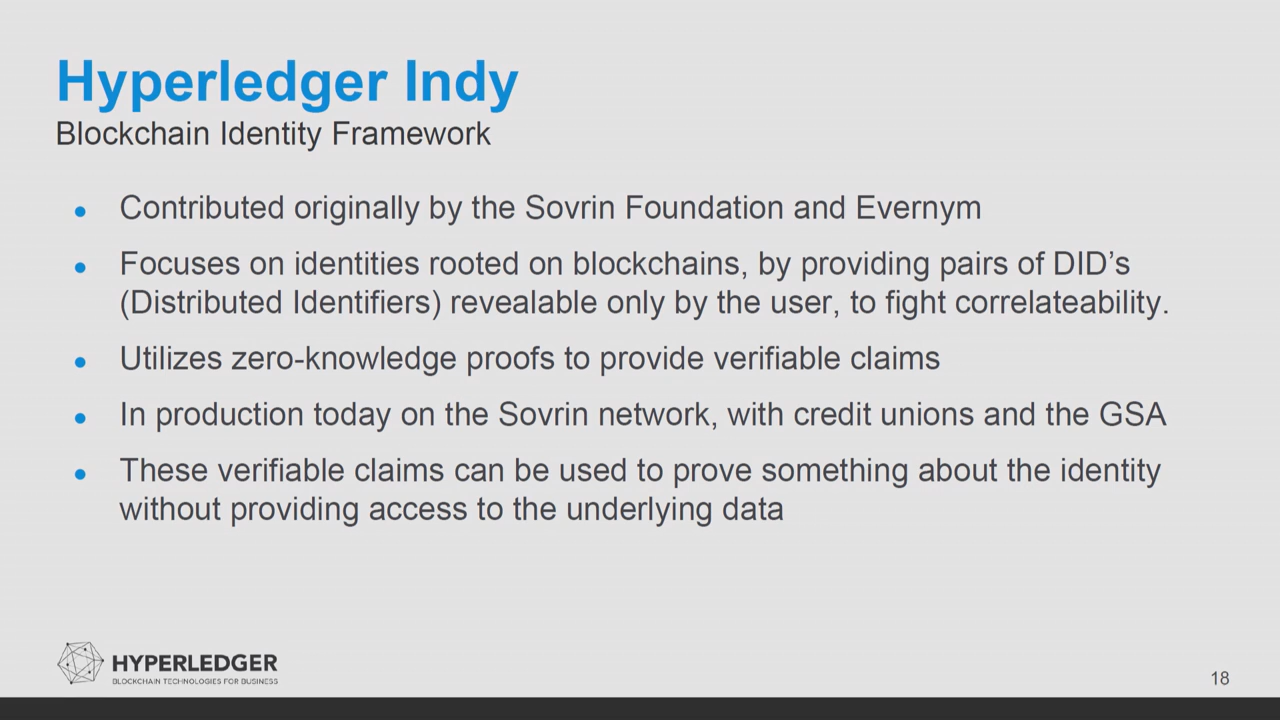 Hyperledger Indy
Blockchain Identity Framework
● Contributed originally by the Sovrin Foundation and Evernym
● Focuses on identities rooted on blockchains, by providing pairs of DID’s
(Distributed Identifiers) revealable only by the user, to fight correlateability.
● Utilizes zero-knowledge proofs to provide verifiable claims
● In production today on the Sovrin network, with credit unions and the GSA
● These verifiable claims can be used to prove something about the identity
without providing access to the underlying data
HYPERLEDGER
BLOCKCHAIN TECHNOLOGIES FOR BUSINESS
18